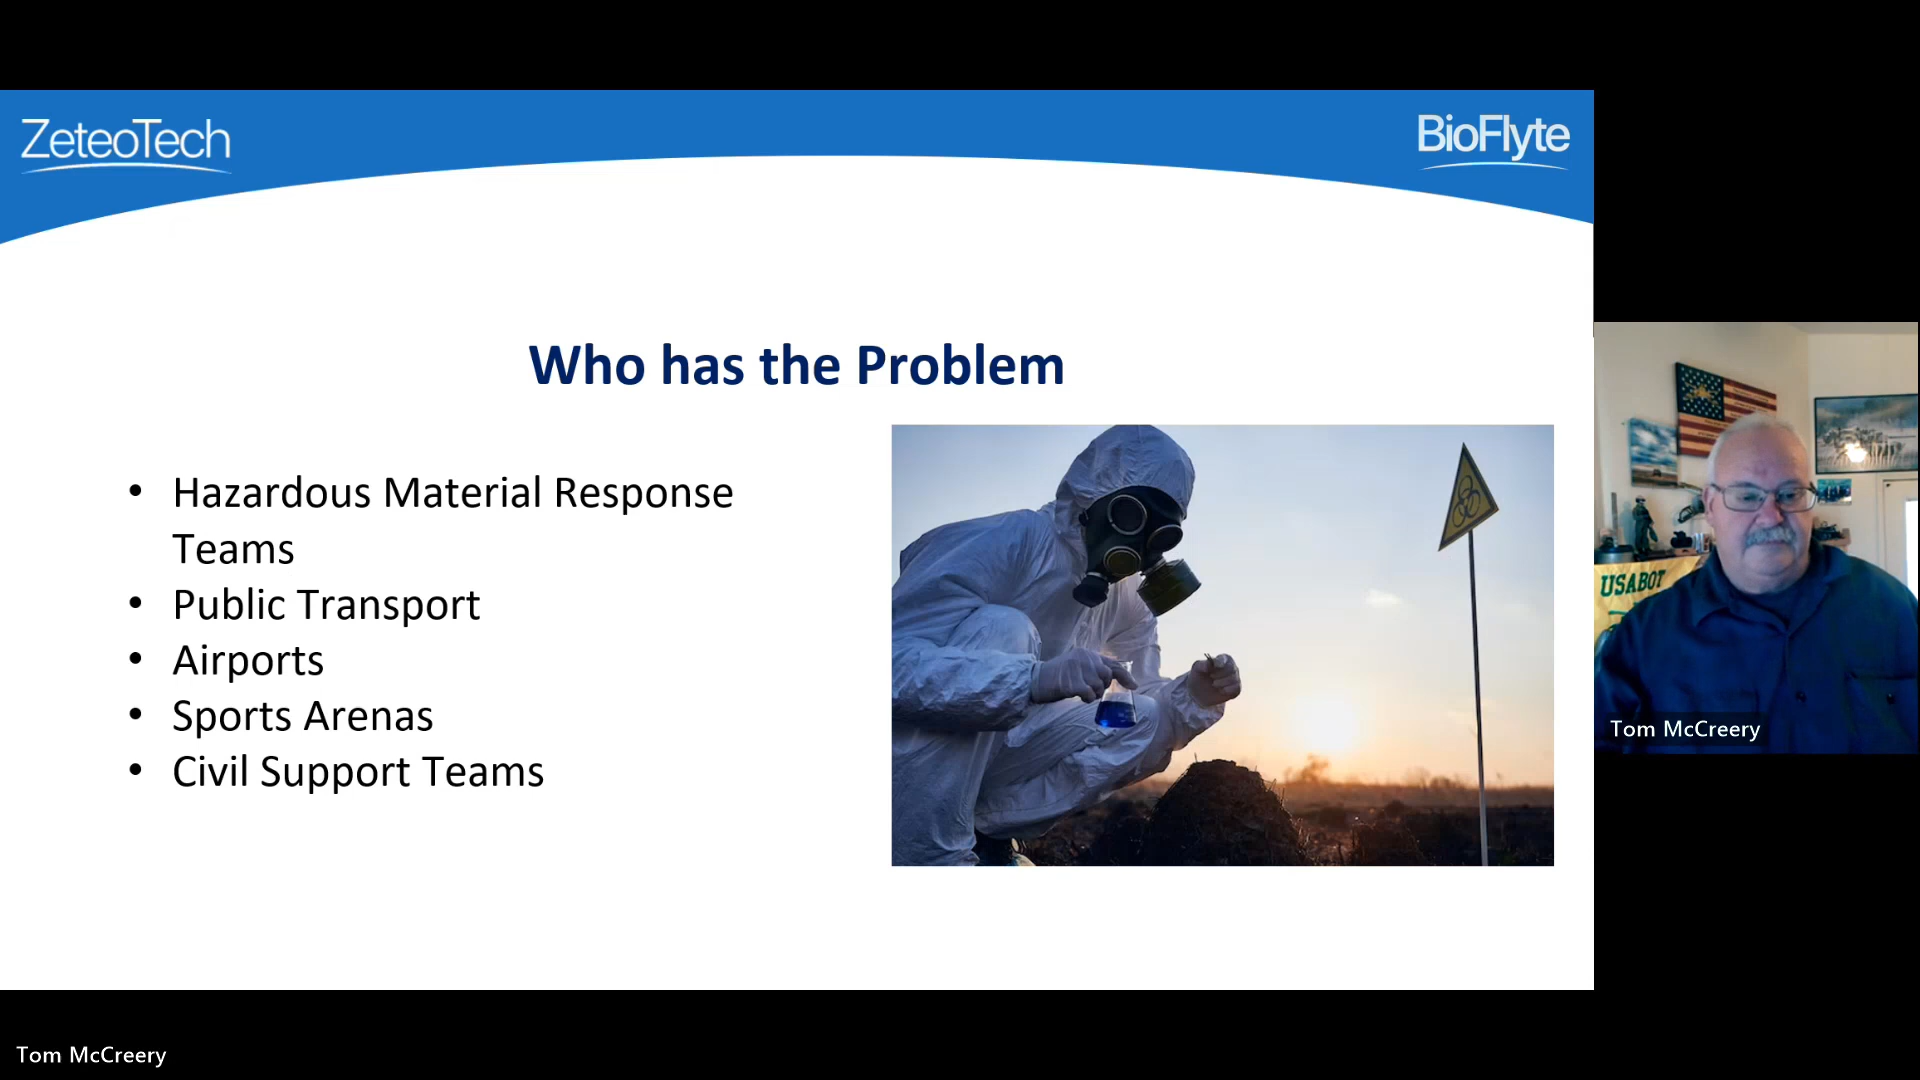 ZeteoTech
BioFlyte
Who has the Problem
• Hazardous Material Response
Teams
• Public Transport
• Airports
• Sports Arenas
• Civil Support Teams
USABOT
Tom McCreery
Tom McCreery